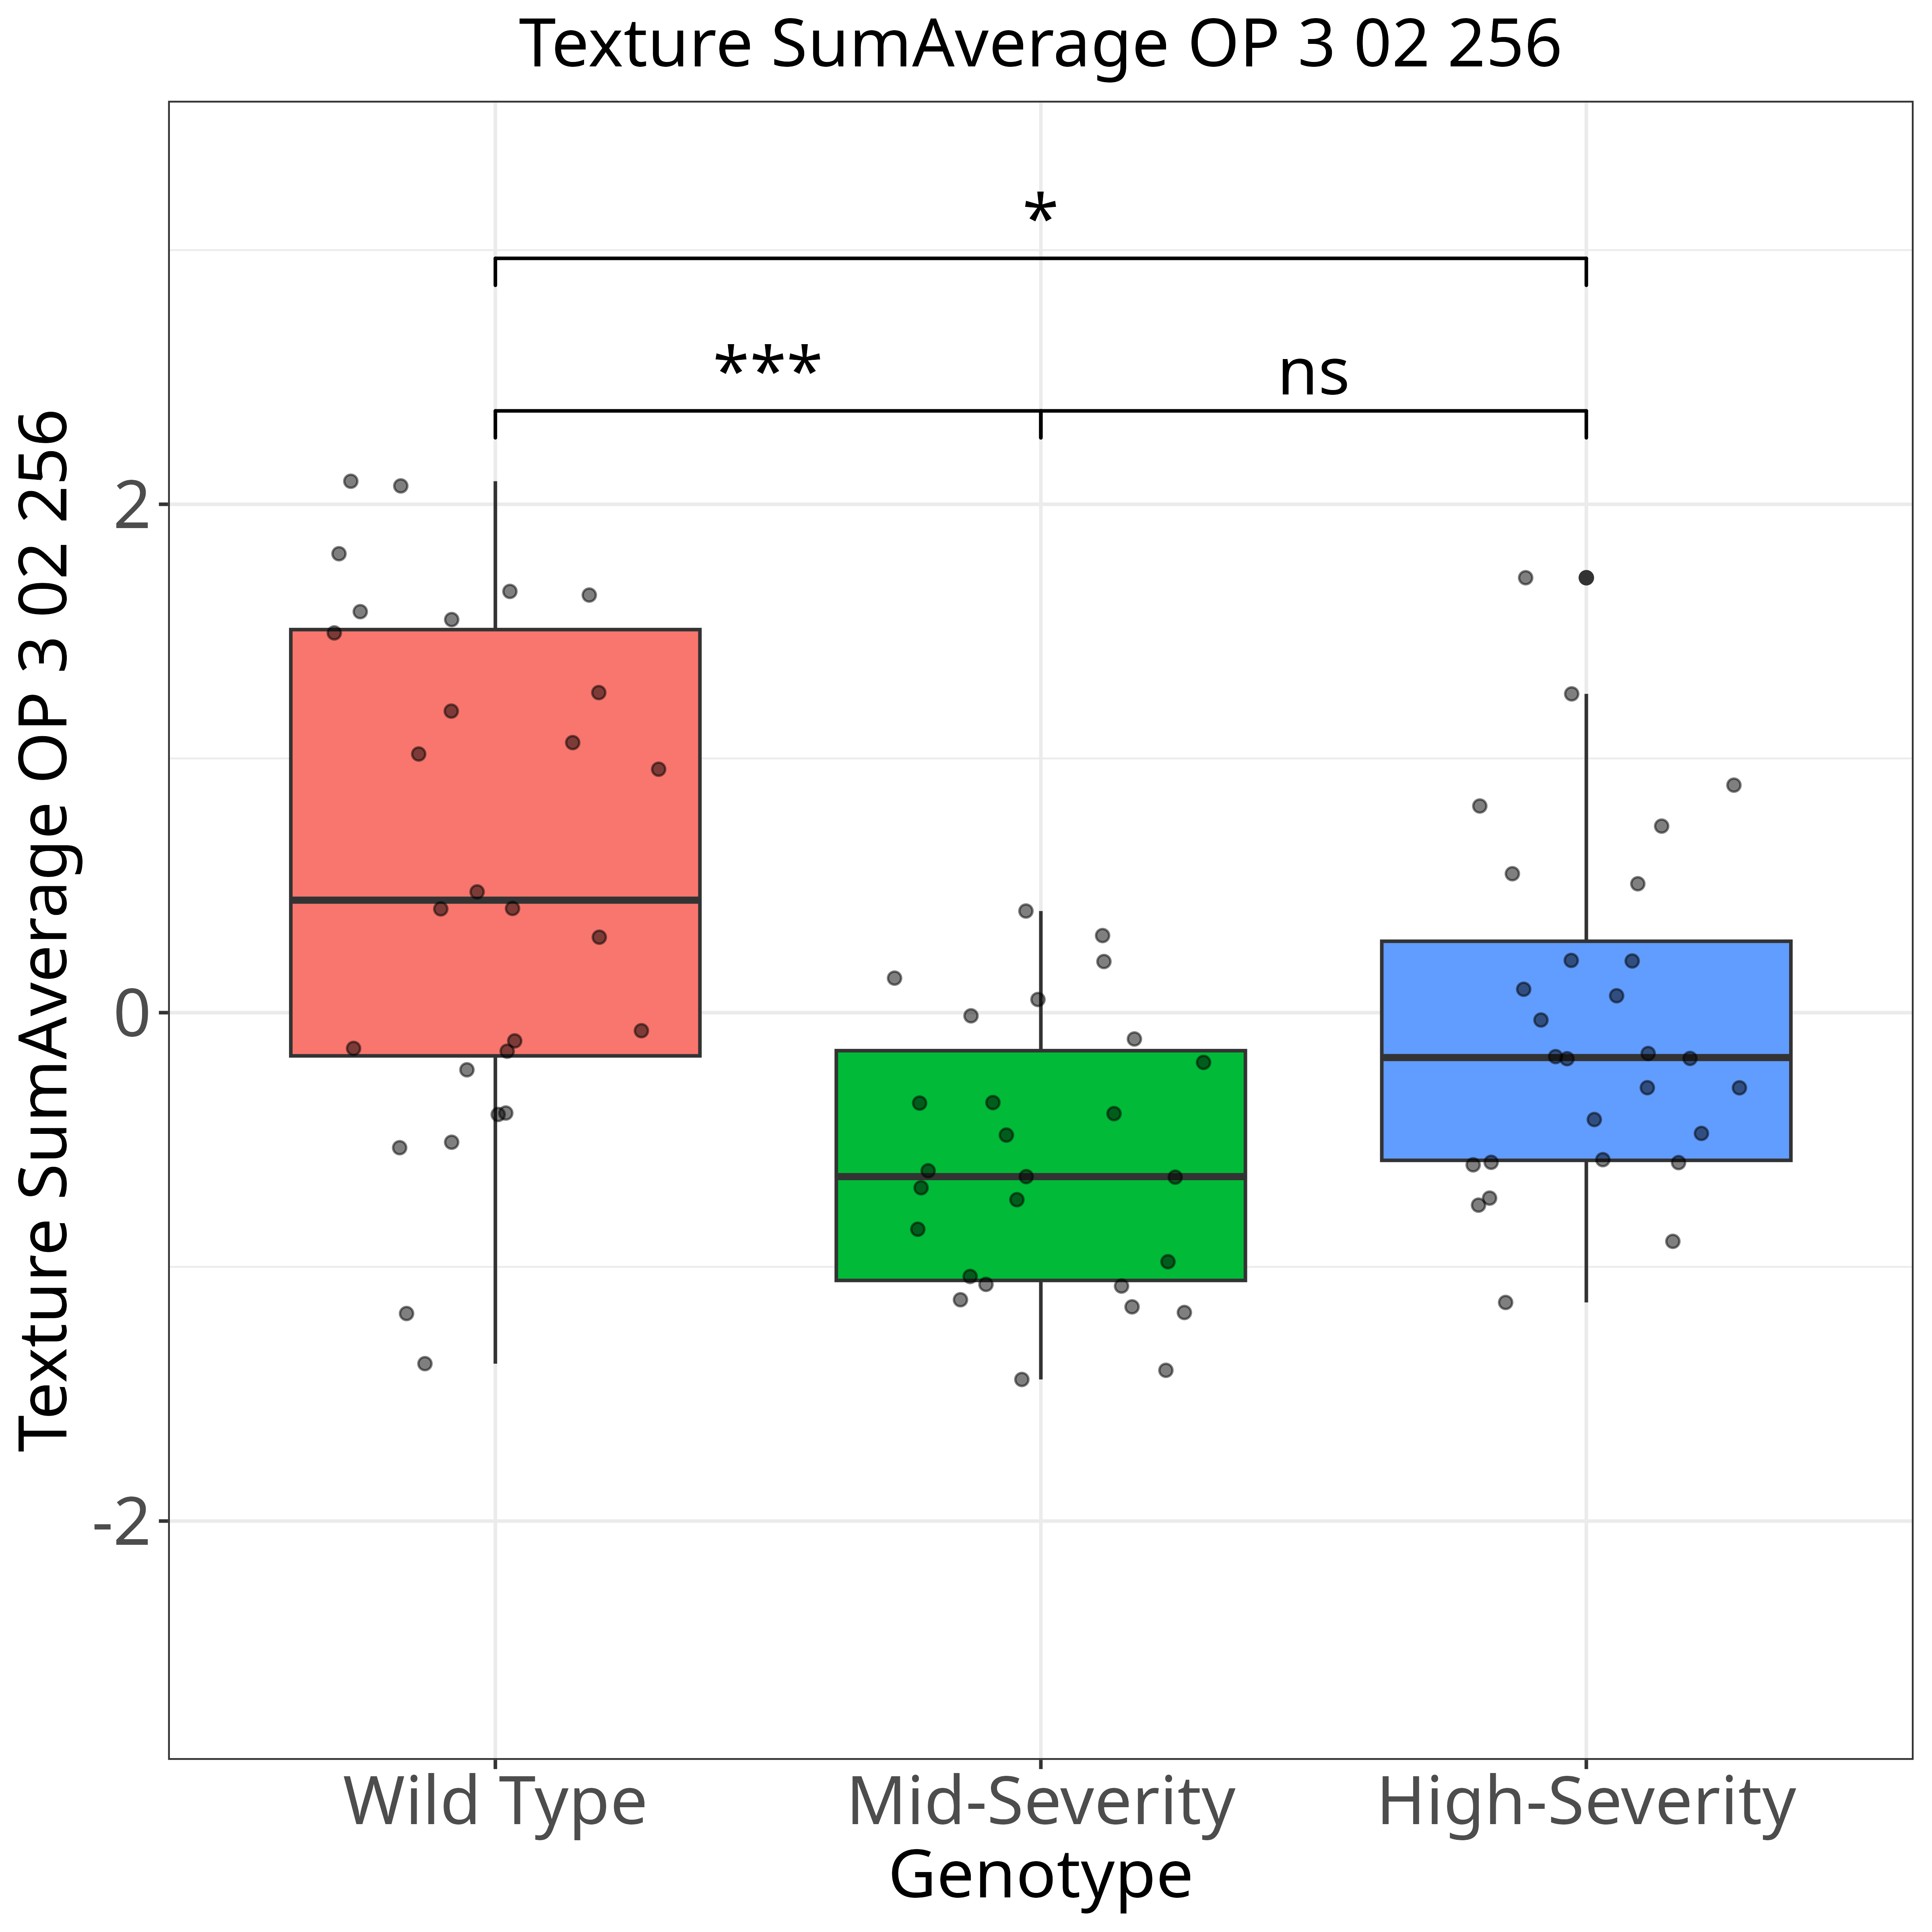 Texture SumAverage OP 3 02 256
*
***
ns
Texture SumAverage OP 3 02 256
2
0
-2
Wild Type
Mid-Severity
High-Severity
Genotype